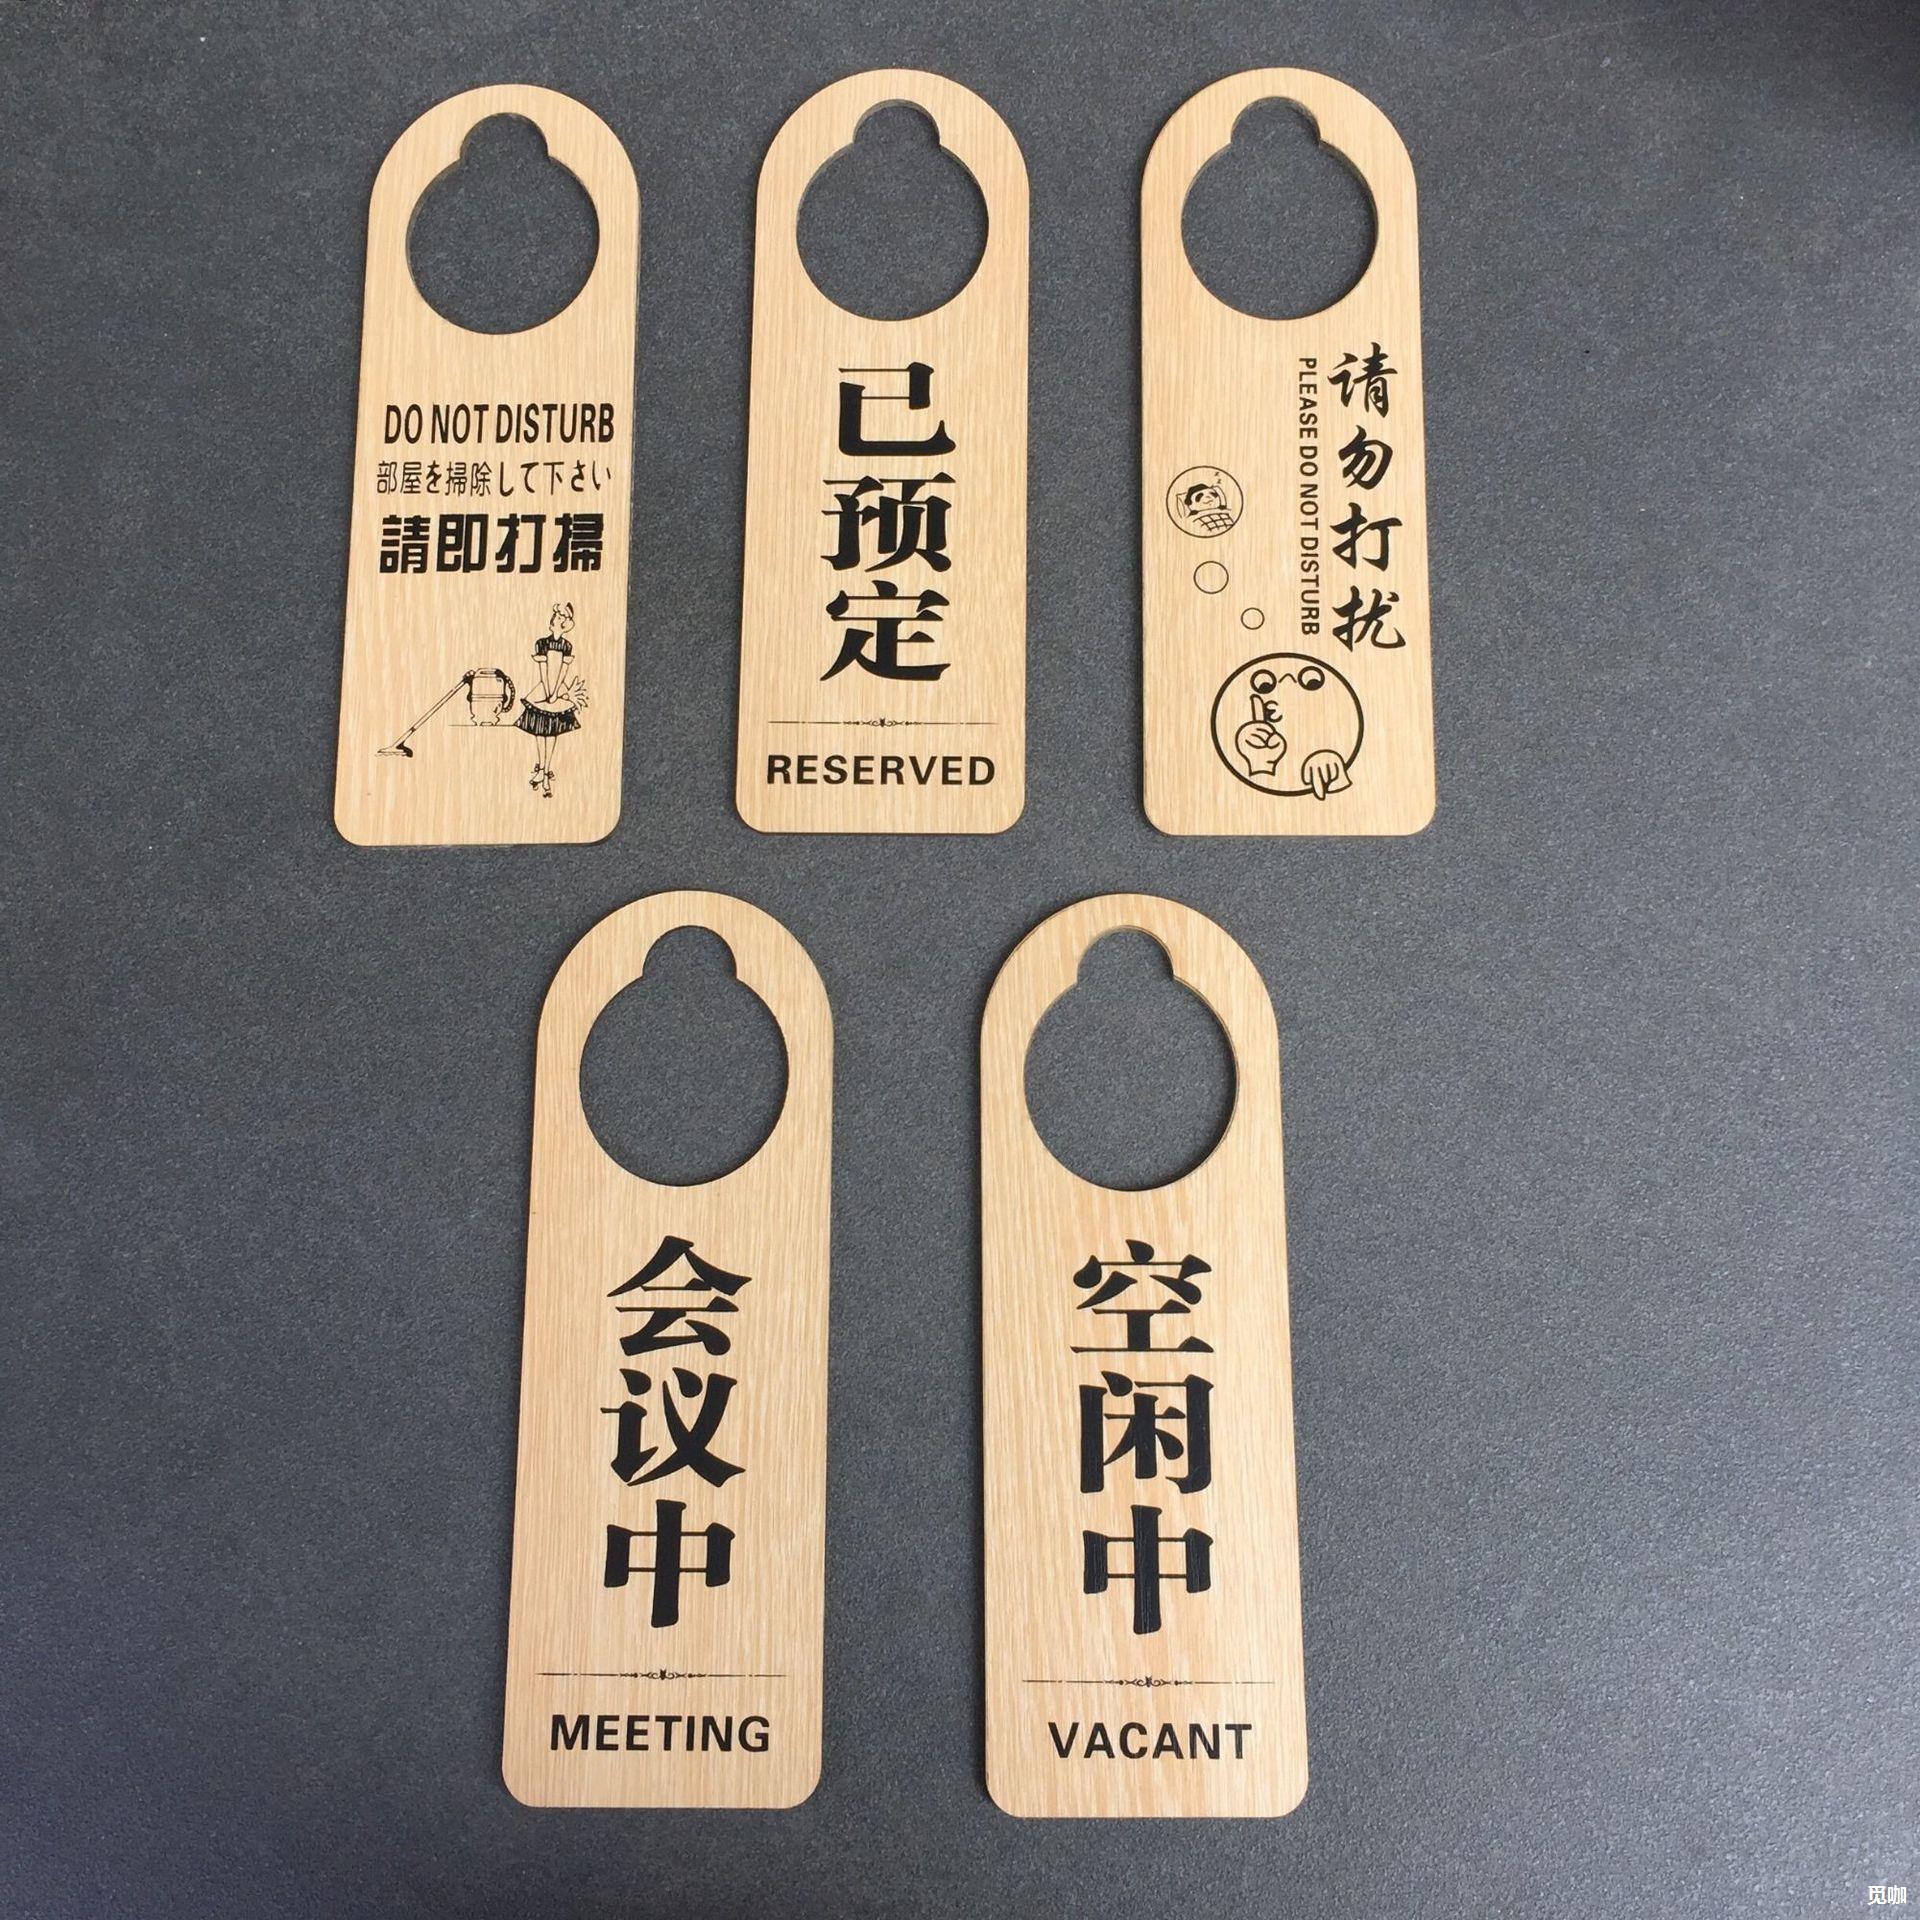 DO NOT DISTURB
部屋を掃除して下さい
請即打掃
已预定
RESERVED
请勿打扰
PLEASE DO NOT DISTURB
会议中
MEETING
空闲中
VACANT
觅咖